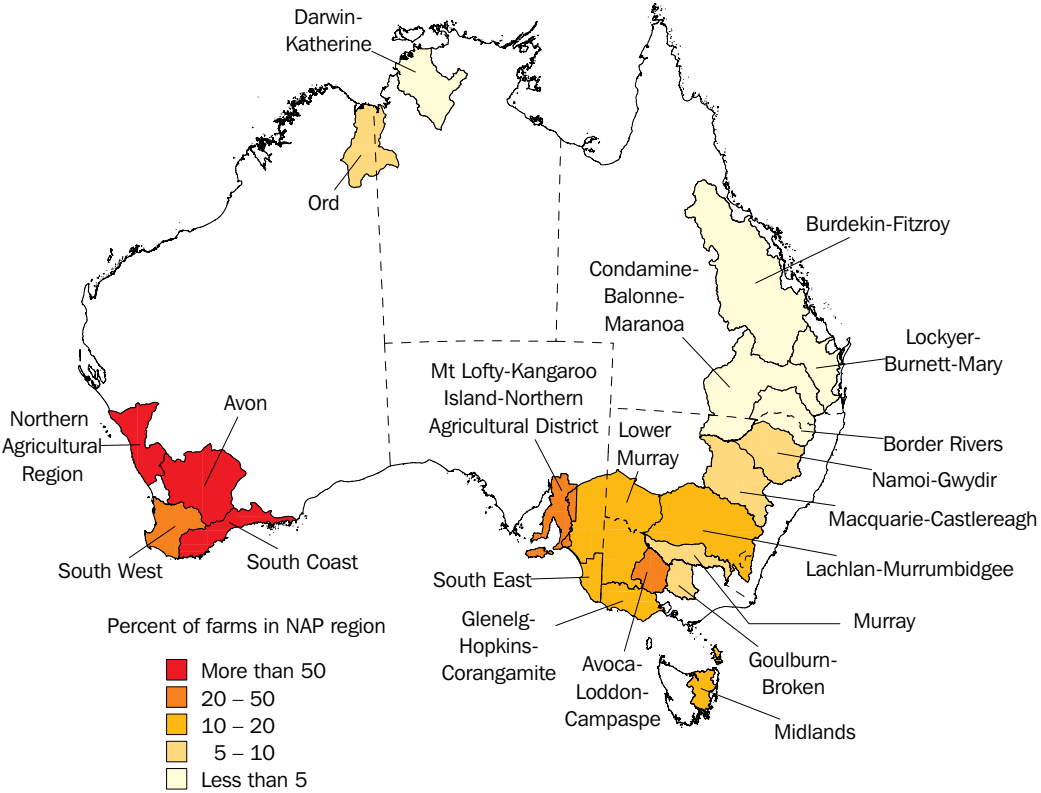 Darwin-
Katherine
Ord
Burdekin-Fitzroy
Condamine-
Balonne-
Maranoa
Lockyer-
Burnett-Mary
Mt Lofty-Kangaroo
Island-Northern
Agricultural District
Avon
Northern
Agricultural
Region
Lower
Murray
Border Rivers
Namoi-Gwydir
Macquarie-Castlereagh
South Coast
South West
Lachlan-Murrumbidgee
South East
Glenelg-
Hopkins-
Corangamite
Murray
Avoca-
Loddon-
Campaspe
Goulburn-
Broken
Midlands
Percent of farms in NAP region
More than 50
20 – 50
10 – 20
5 – 10
Less than 5